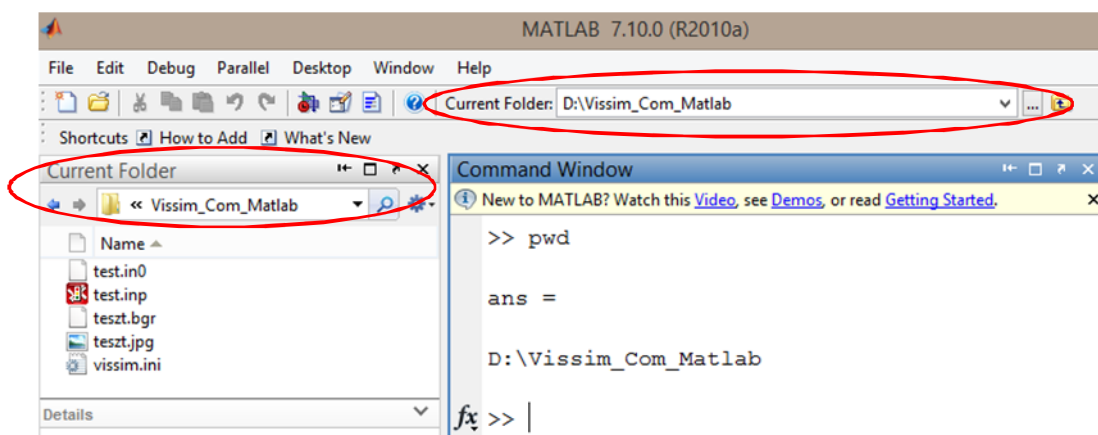 MATLAB 7.10.0 (R2010a)
File Edit Debug Parallel Desktop Window Help
Current Folder: D:\Vissim_Com_Matlab ...
Shortcuts How to Add What's New
Current Folder
« Vissim_Com_Matlab
Name
test.in0
test.inp
teszt.bgr
teszt.jpg
vissim.ini
Details
Command Window
New to MATLAB? Watch this Video, see Demos, or read Getting Started.
>> pwd
ans =
D:\Vissim_Com_Matlab
fx >>